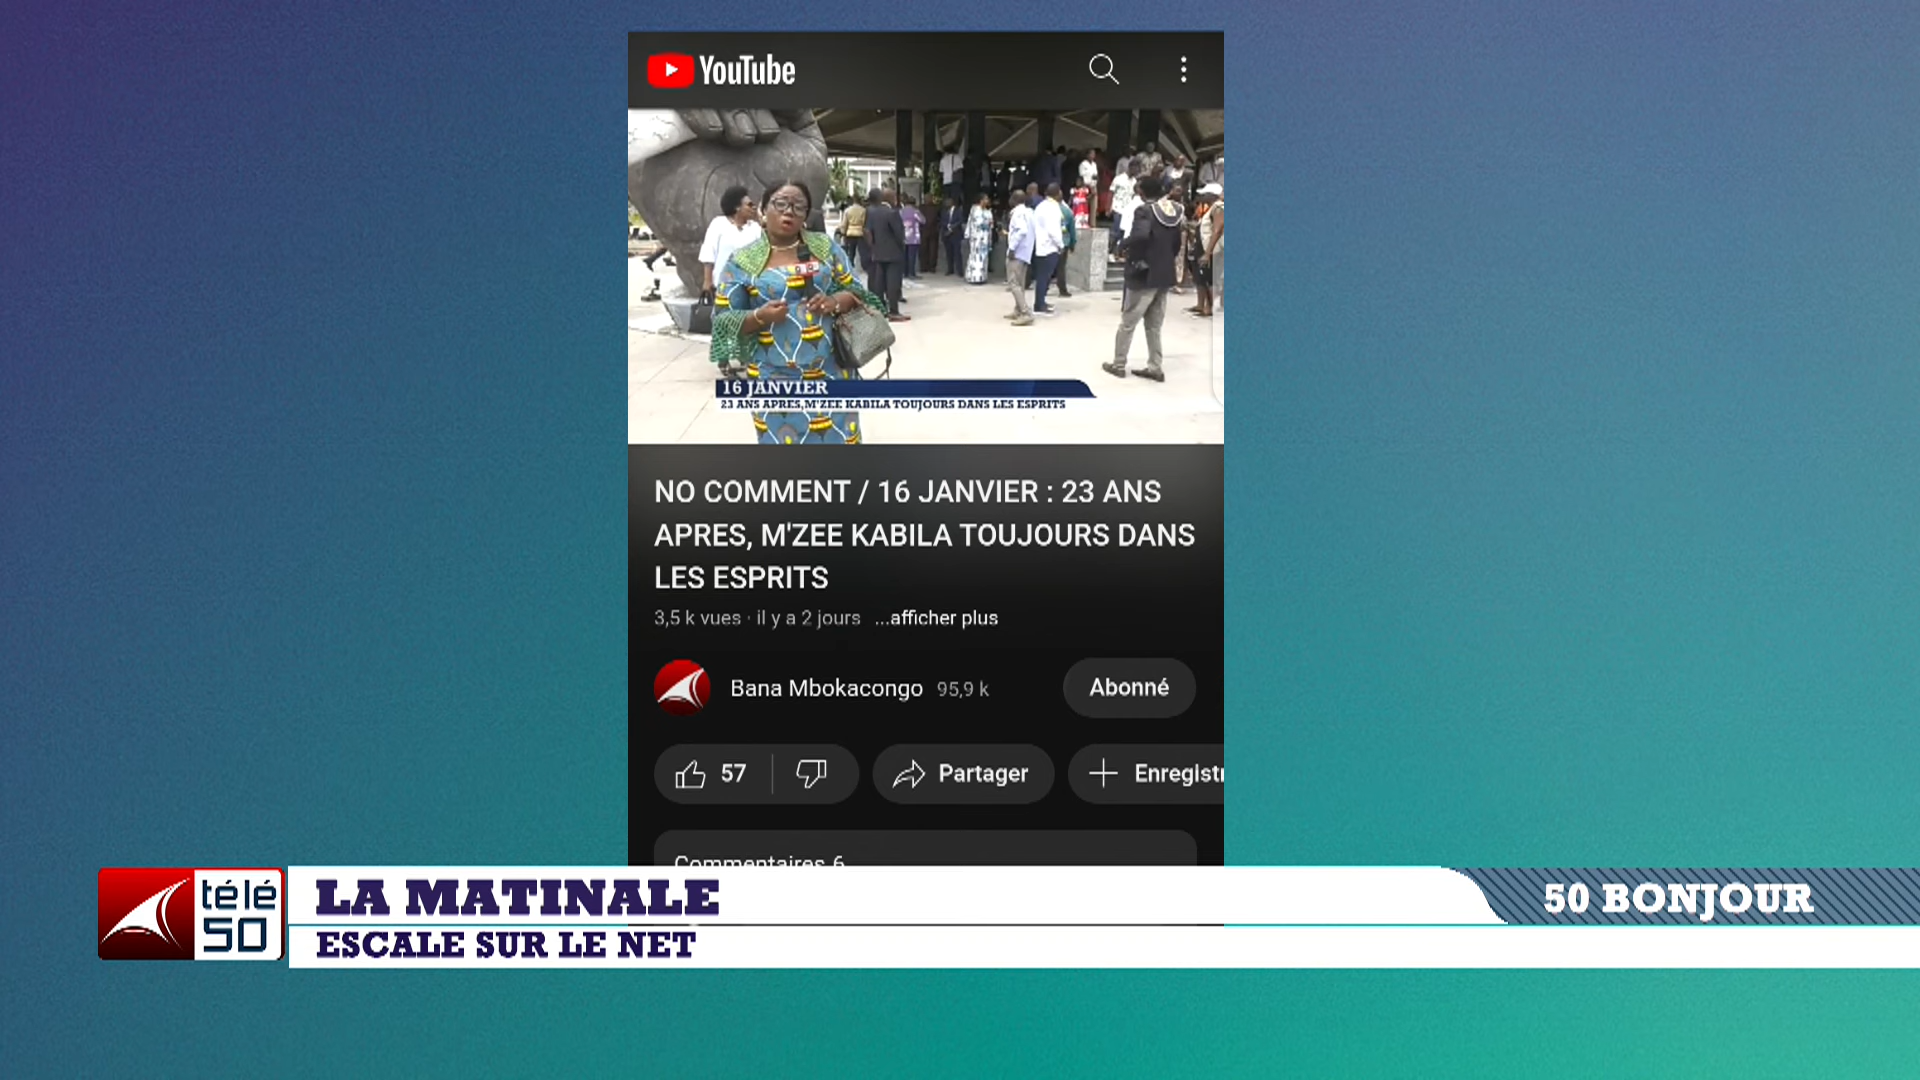 YouTube
16 JANVIER
23 ANS APRES,M'ZEE KABILA TOUJOURS DANS LES ESPRITS
NO COMMENT / 16 JANVIER : 23 ANS
APRES, M'ZEE KABILA TOUJOURS DANS
LES ESPRITS
3,5 k vues · il y a 2 jours ...afficher plus
Bana Mbokacongo 95,9 k Abonné
57 Partager Enregistr
Commentaires 6
télé
50
LA MATINALE
ESCALE SUR LE NET
50 BONJOUR